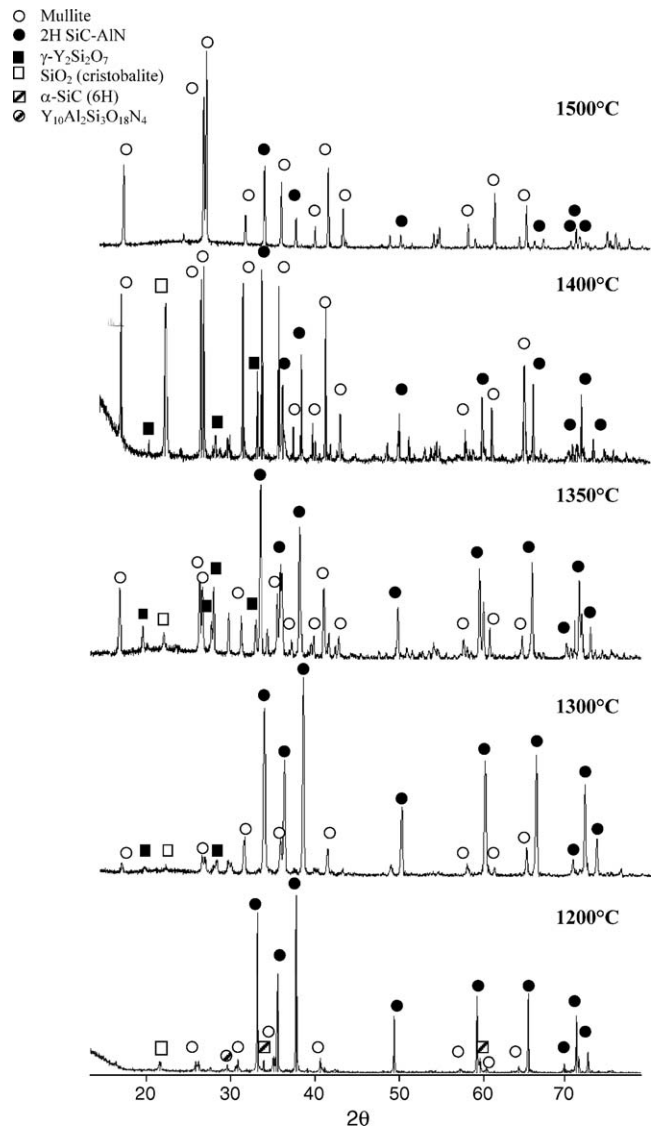 Mullite
2H SiC-AlN
γ-Y₂Si₂O₇
SiO₂ (cristobalite)
α-SiC (6H)
Y₁₀Al₂Si₃O₁₈N₄
1500°C
1400°C
1350°C
1300°C
1200°C
20 30 40 50 60 70
2θ